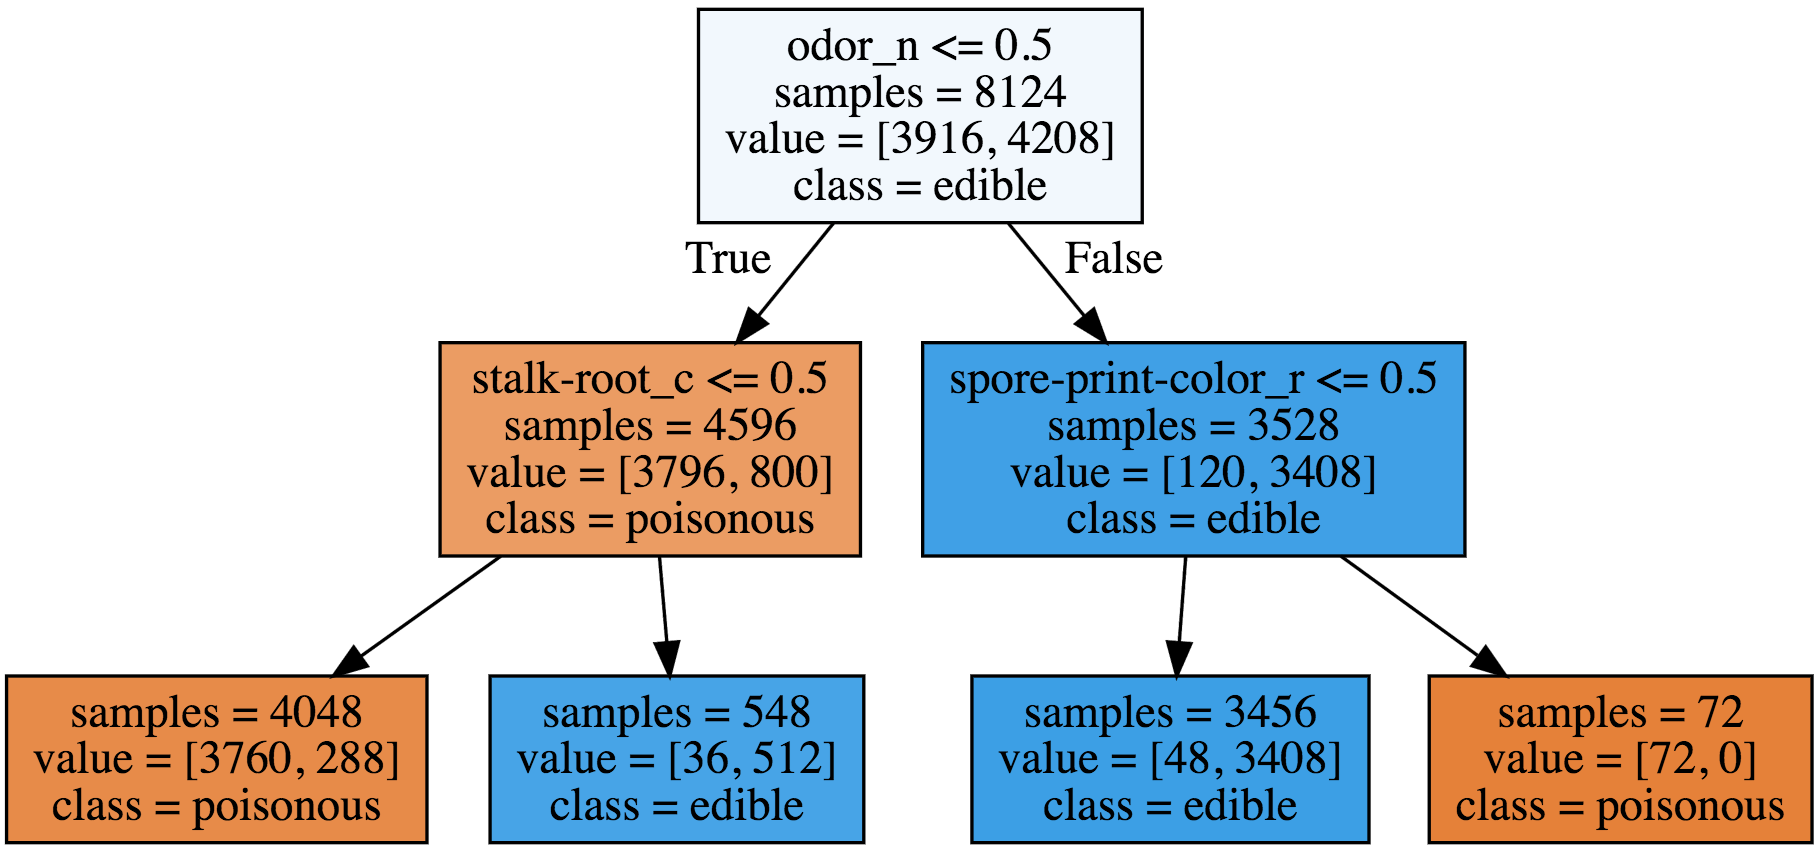 odor_n <= 0.5
samples = 8124
value = [3916, 4208]
class = edible
True
False
stalk-root_c <= 0.5
samples = 4596
value = [3796, 800]
class = poisonous
spore-print-color_r <= 0.5
samples = 3528
value = [120, 3408]
class = edible
samples = 4048
value = [3760, 288]
class = poisonous
samples = 548
value = [36, 512]
class = edible
samples = 3456
value = [48, 3408]
class = edible
samples = 72
value = [72, 0]
class = poisonous